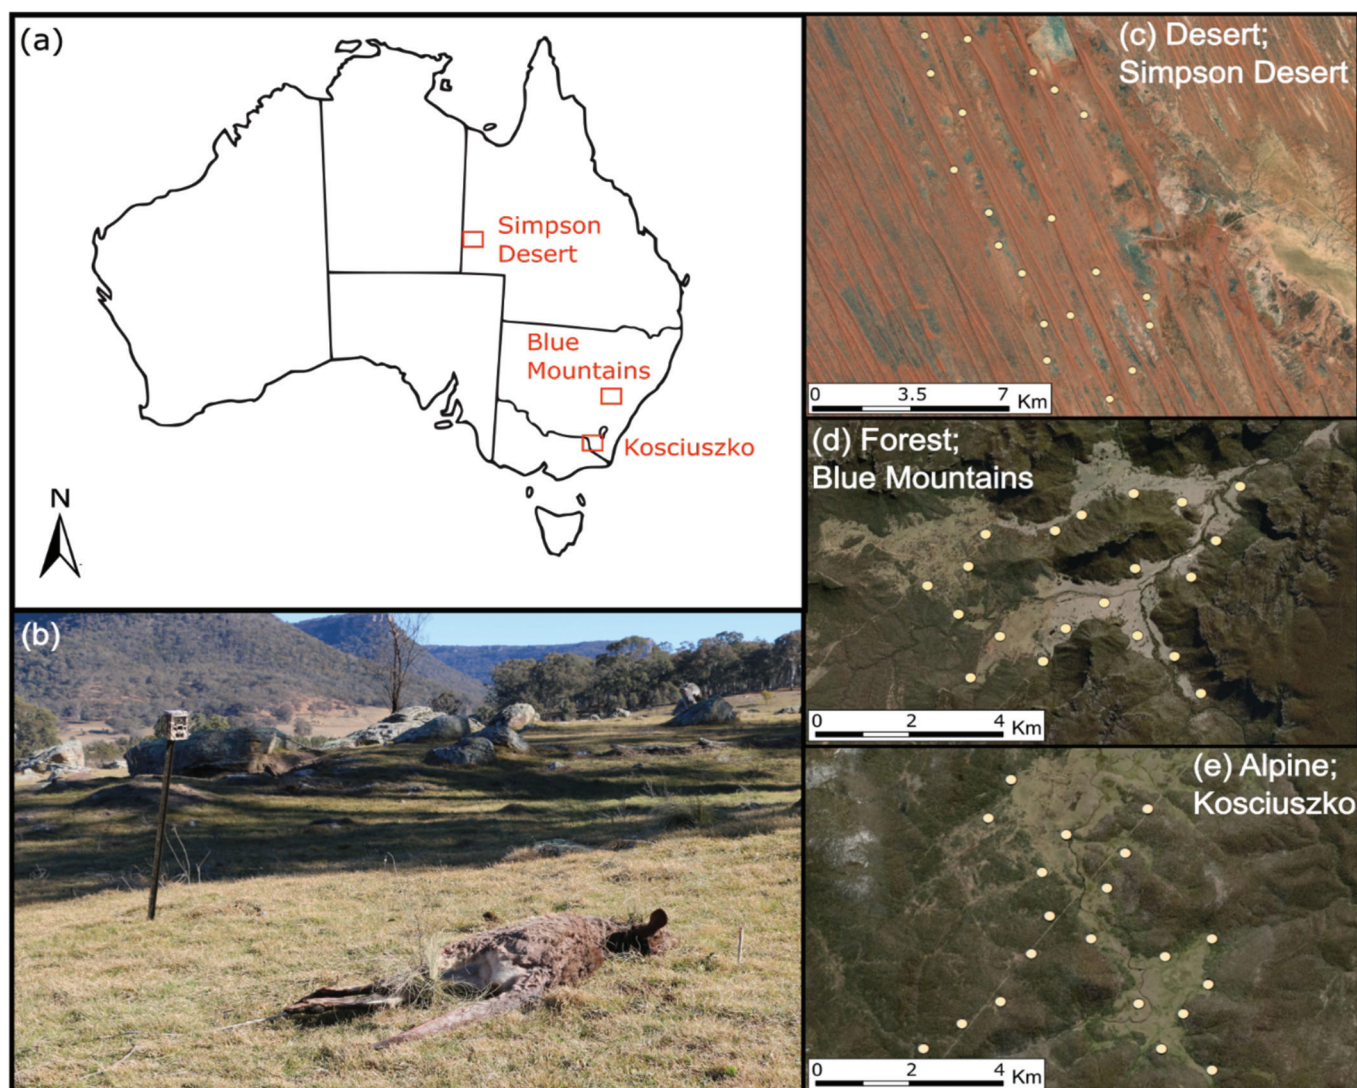 (a)
Simpson
Desert
Blue
Mountains
Kosciuszko
N
(b)
(c) Desert;
Simpson Desert
0 3.5 7 Km
(d) Forest;
Blue Mountains
0 2 4 Km
(e) Alpine;
Kosciuszko
0 2 4 Km